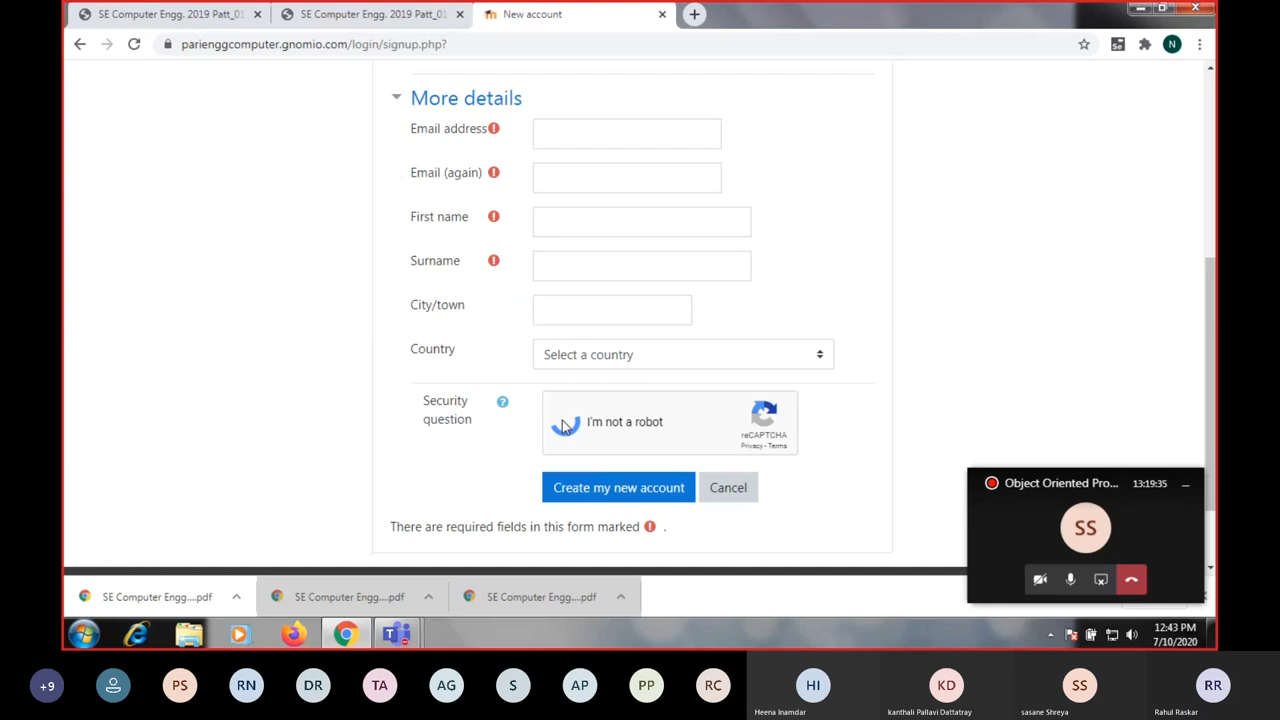 SE Computer Engg. 2019 Patt_01
SE Computer Engg. 2019 Patt_01
New account
parienggcomputer.gnomio.com/login/signup.php?
Se
N
More details
Email address
Email (again)
First name
Surname
City/town
Country
Select a country
Security question
I'm not a robot
reCAPTCHA
Privacy - Terms
Create my new account
Cancel
There are required fields in this form marked .
Object Oriented Pro...
13:19:35
SS
SE Computer Engg....pdf
SE Computer Engg....pdf
SE Computer Engg....pdf
12:43 PM
7/10/2020
+9
PS
RN
DR
TA
AG
S
AP
PP
RC
HI
Heena Inamdar
KD
kanthali Pallavi Dattatray
SS
sasane Shreya
RR
Rahul Raskar